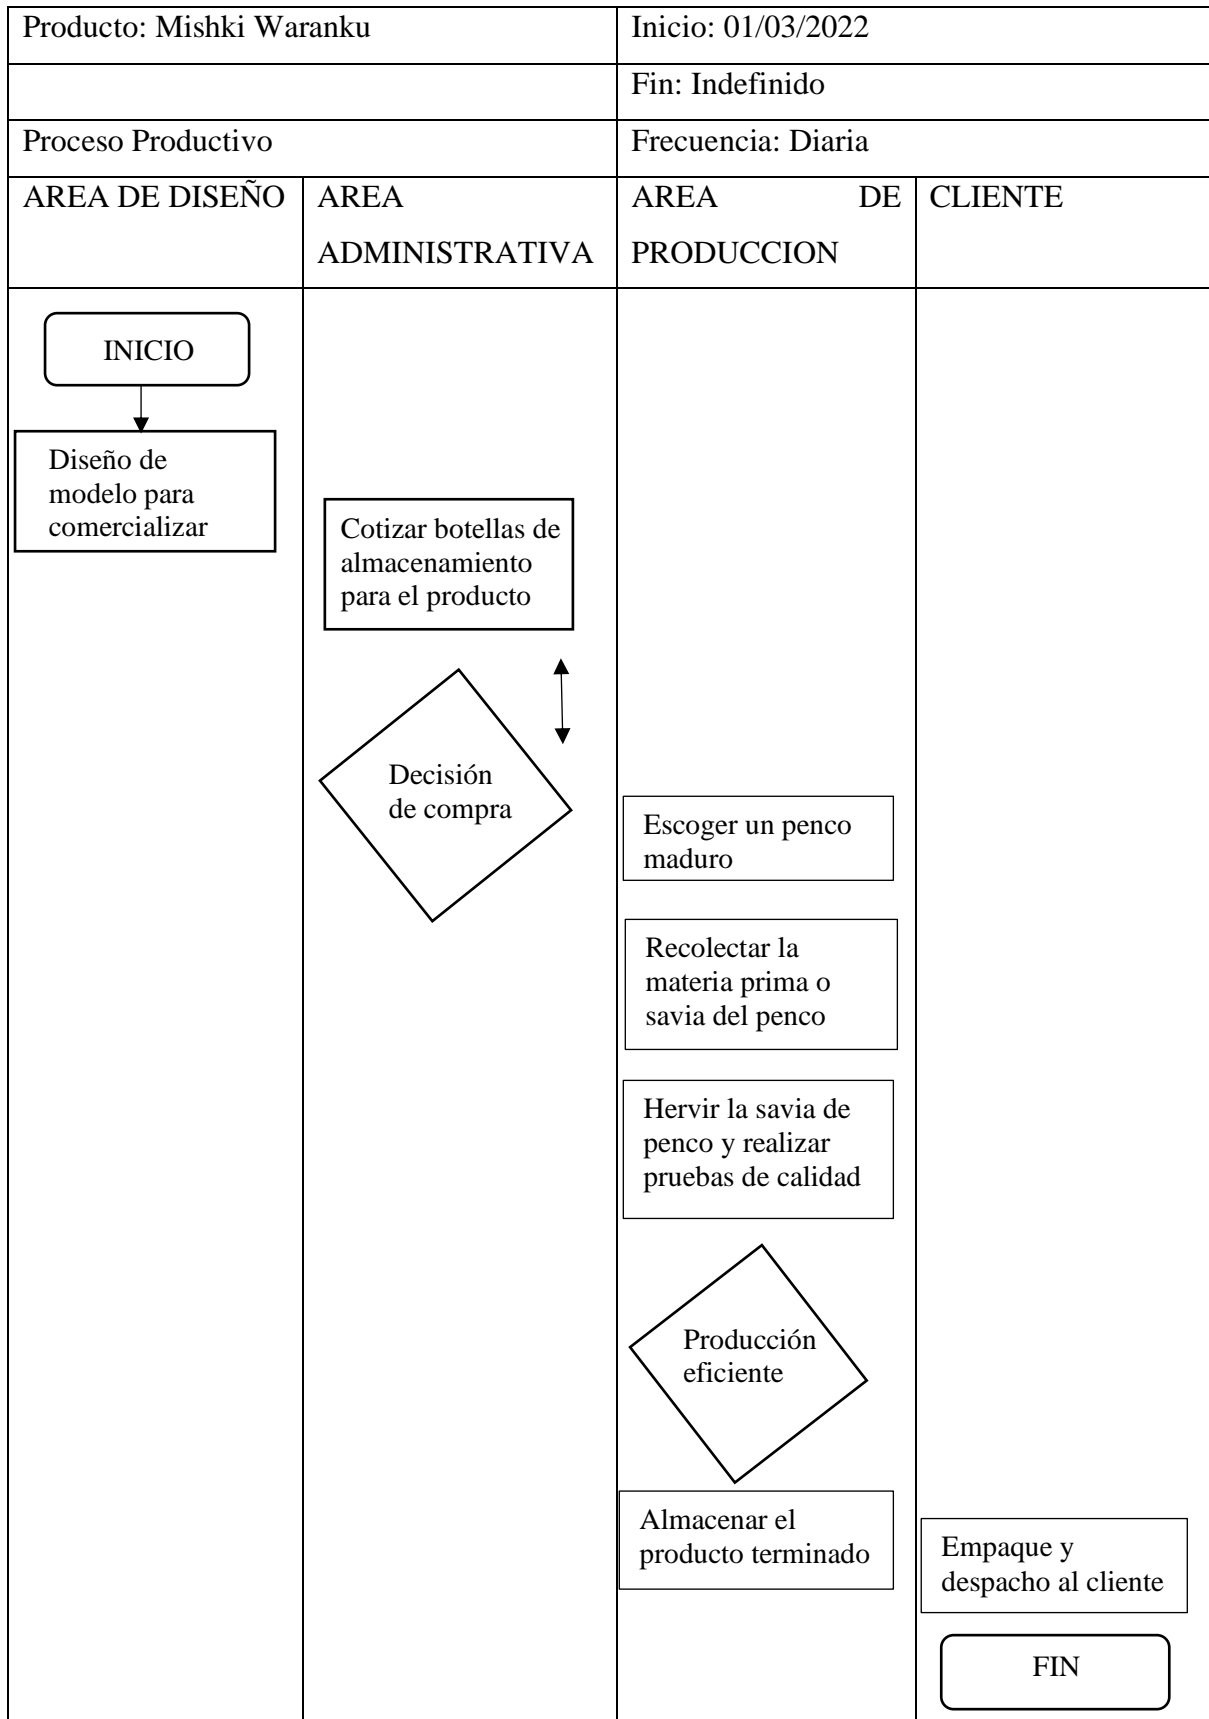 Producto: Mishki Waranku
Inicio: 01/03/2022
Fin: Indefinido
Proceso Productivo
Frecuencia: Diaria
AREA DE DISEÑO
AREA
ADMINISTRATIVA
AREA DE
PRODUCCION
CLIENTE
INICIO
Diseño de
modelo para
comercializar
Cotizar botellas de
almacenamiento
para el producto
Decisión
de compra
Escoger un penco
maduro
Recolectar la
materia prima o
savia del penco
Hervir la savia de
penco y realizar
pruebas de calidad
Producción
eficiente
Almacenar el
producto terminado
Empaque y
despacho al cliente
FIN